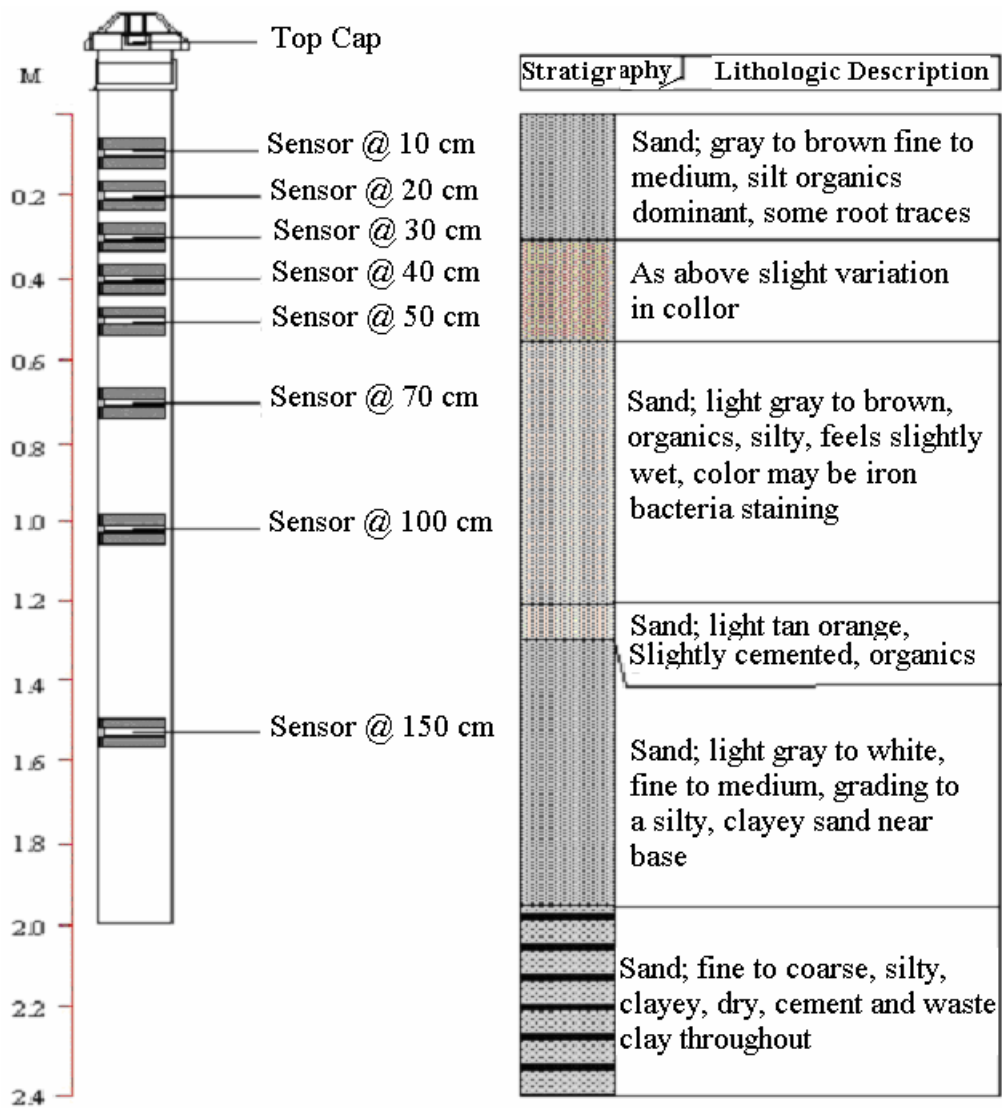 Top Cap
M
Stratigraphy Lithologic Description
Sensor @ 10 cm
Sensor @ 20 cm
Sensor @ 30 cm
Sensor @ 40 cm
Sensor @ 50 cm
Sensor @ 70 cm
Sensor @ 100 cm
Sensor @ 150 cm
0.2
0.4
0.6
0.8
1.0
1.2
1.4
1.6
1.8
2.0
2.2
2.4
Sand; gray to brown fine to
medium, silt organics
dominant, some root traces
As above slight variation
in collor
Sand; light gray to brown,
organics, silty, feels slightly
wet, color may be iron
bacteria staining
Sand; light tan orange,
Slightly cemented, organics
Sand; light gray to white,
fine to medium, grading to
a silty, clayey sand near
base
Sand; fine to coarse, silty,
clayey, dry, cement and waste
clay throughout